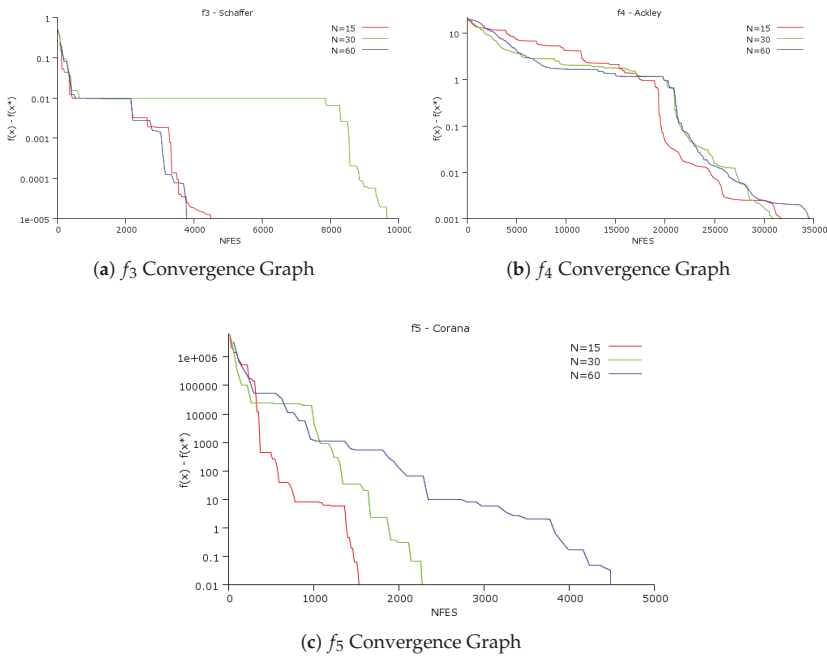 f3 - Schaffer
N=15
N=30
N=60
f(x) - f(x*)
1
0.1
0.01
0.001
0.0001
1e-005
0
2000
4000
6000
8000
10000
NFES
(a) f3 Convergence Graph
f4 - Ackley
N=15
N=30
N=60
f(x) - f(x*)
10
1
0.1
0.01
0.001
0
5000
10000
15000
20000
25000
30000
35000
NFES
(b) f4 Convergence Graph
f5 - Corana
N=15
N=30
N=60
f(x) - f(x*)
1e+006
100000
10000
1000
100
10
1
0.1
0.01
0
1000
2000
3000
4000
5000
NFES
(c) f5 Convergence Graph